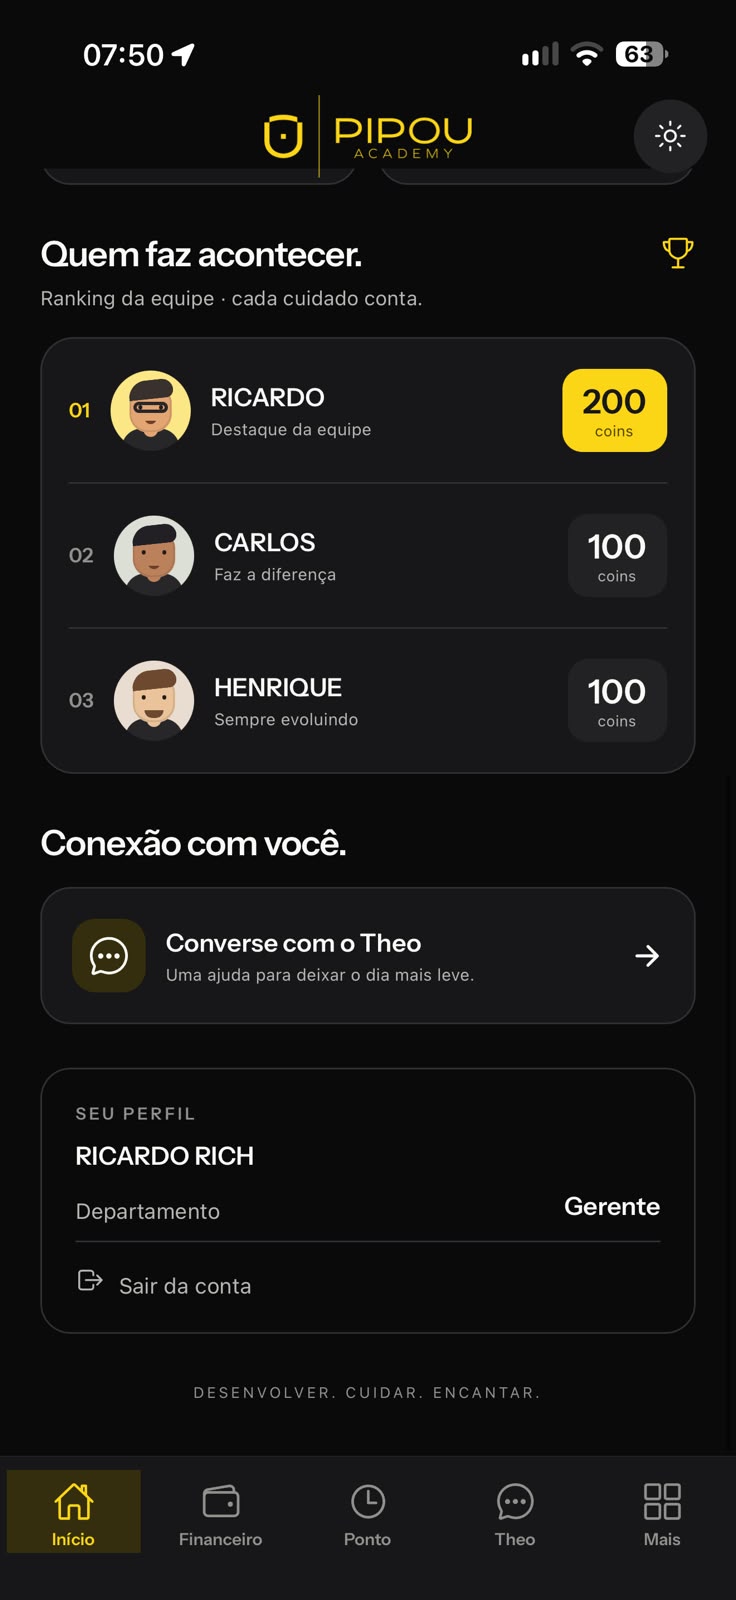 07:50
63
PIPOU
ACADEMY
Quem faz acontecer.
Ranking da equipe · cada cuidado conta.
01
RICARDO
Destaque da equipe
200
coins
02
CARLOS
Faz a diferença
100
coins
03
HENRIQUE
Sempre evoluindo
100
coins
Conexão com você.
Converse com o Theo
Uma ajuda para deixar o dia mais leve.
SEU PERFIL
RICARDO RICH
Departamento
Gerente
Sair da conta
DESENVOLVER. CUIDAR. ENCANTAR.
Início
Financeiro
Ponto
Theo
Mais